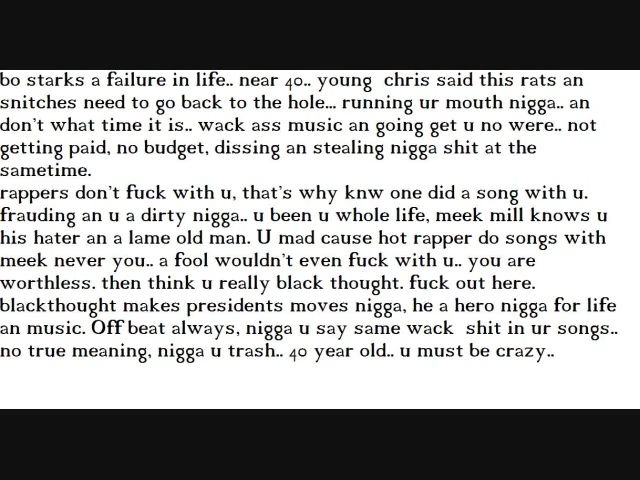 bo starks a failure in life.. near 40.. young  chris said this rats an
snitches need to go back to the hole... running ur mouth nigga.. an
don't what time it is.. wack ass music an going get u no were.. not
getting paid, no budget, dissing an stealing nigga shit at the
sametime.
rappers don't fuck with u, that's why knw one did a song with u.
frauding an u a dirty nigga.. u been u whole life, meek mill knows u
his hater an a lame old man. U mad cause hot rapper do songs with
meek never you.. a fool wouldn't even fuck with u.. you are
worthless. then think u really black thought. fuck out here.
blackthought makes presidents moves nigga, he a hero nigga for life
an music. Off beat always, nigga u say same wack  shit in ur songs..
no true meaning, nigga u trash.. 40 year old.. u must be crazy..